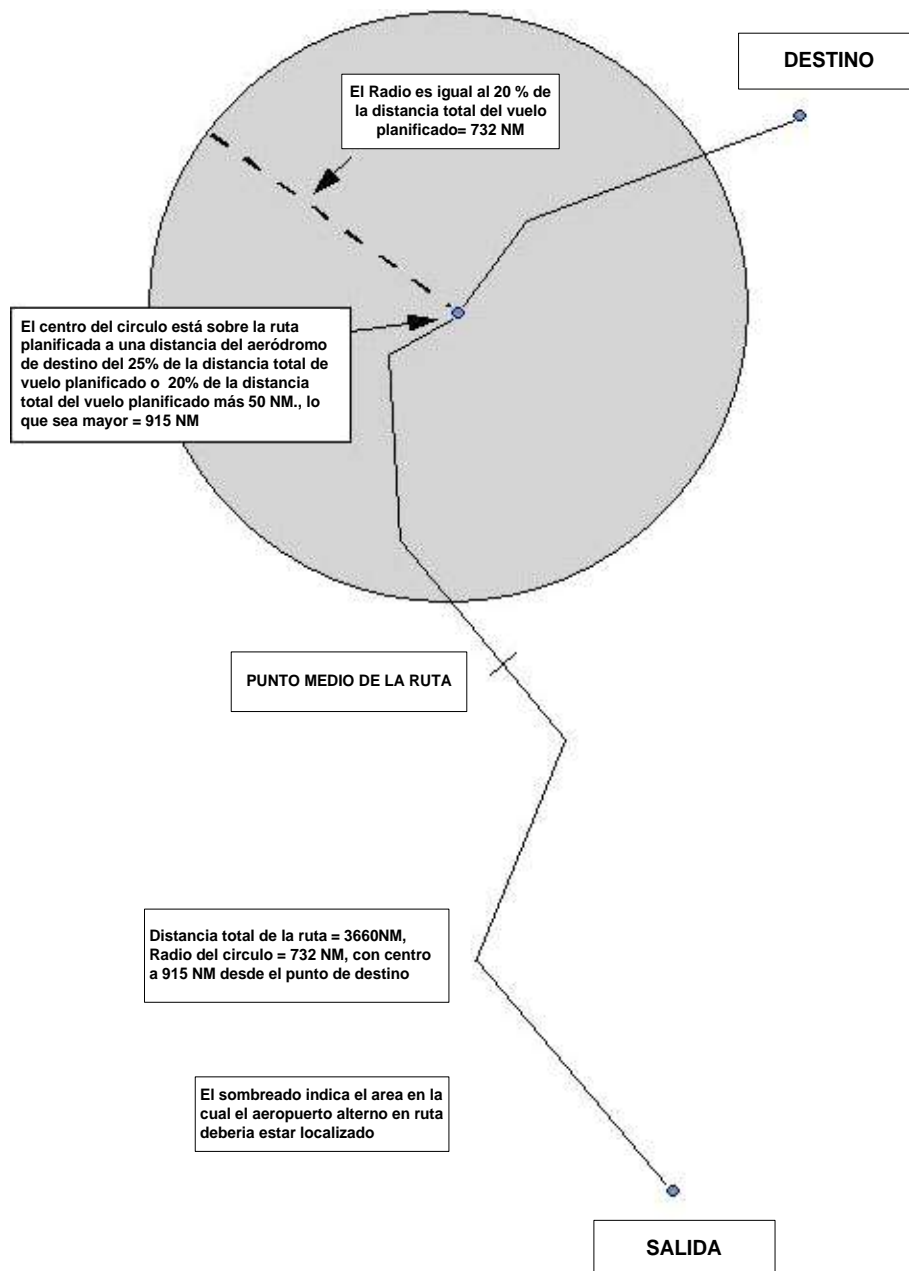 DESTINO
El Radio es igual al 20 % de
la distancia total del vuelo
planificado= 732 NM
El centro del circulo está sobre la ruta
planificada a una distancia del aeródromo
de destino del 25% de la distancia total de
vuelo planificado o 20% de la distancia
total del vuelo planificado más 50 NM., lo
que sea mayor = 915 NM
PUNTO MEDIO DE LA RUTA
Distancia total de la ruta = 3660NM,
Radio del circulo = 732 NM, con centro
a 915 NM desde el punto de destino
El sombreado indica el area en la
cual el aeropuerto alterno en ruta
deberia estar localizado
SALIDA